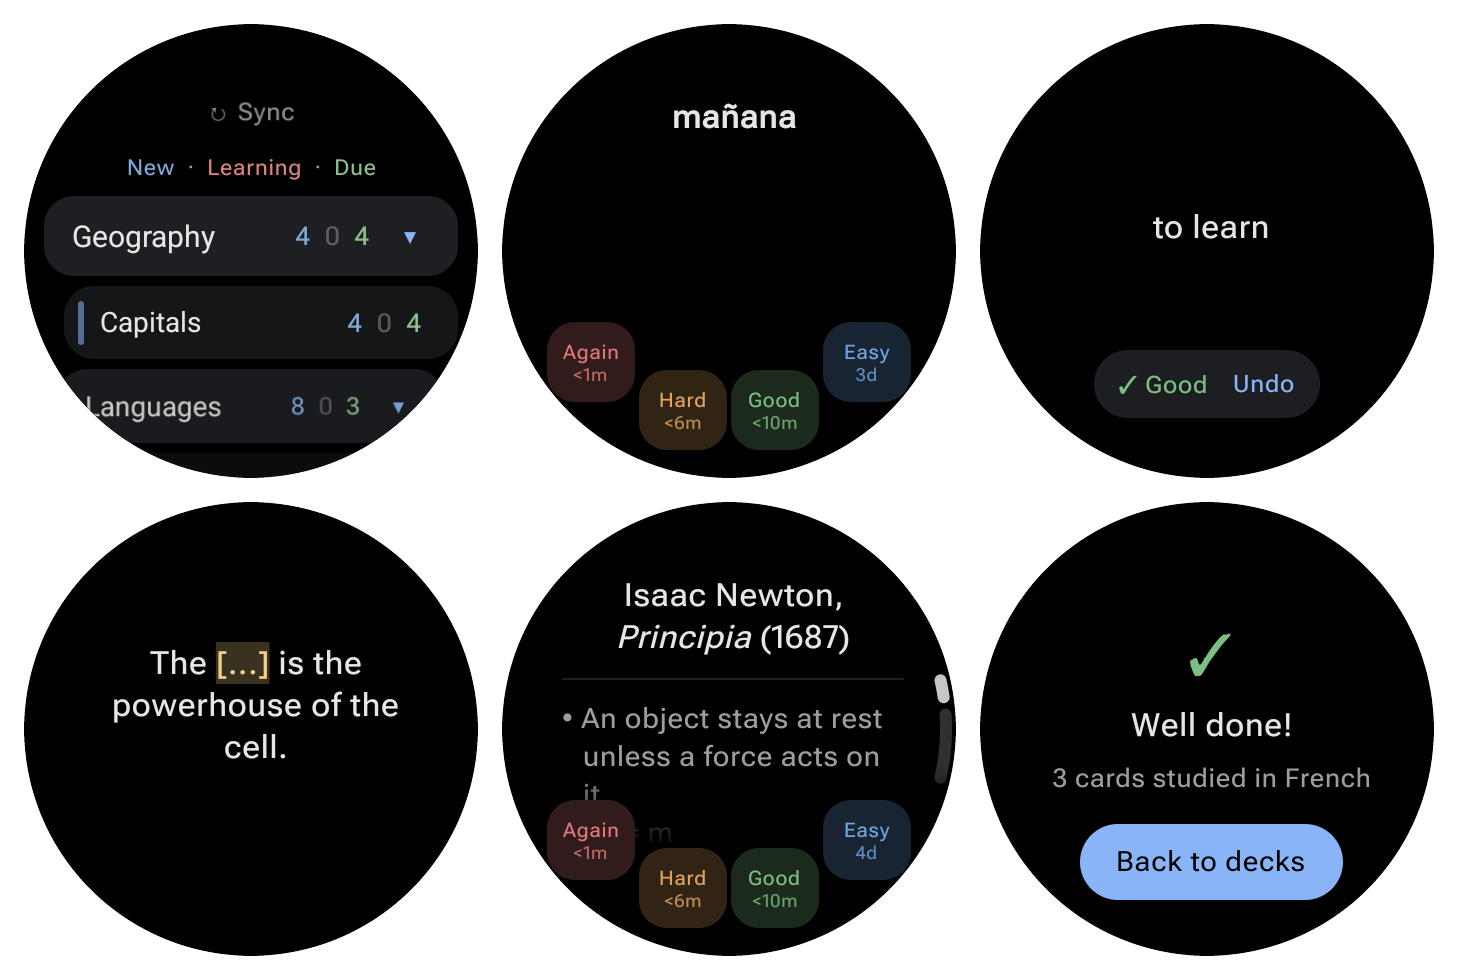 ↻ Sync
New · Learning · Due
Geography 4 0 4 ▼
Capitals 4 0 4
Languages 8 0 3 ▼
mañana
Again
<1m
Hard
<6m
Good
<10m
Easy
3d
to learn
✓ Good Undo
The [...] is the
powerhouse of the
cell.
Isaac Newton,
Principia (1687)
• An object stays at rest
unless a force acts on
it
= m
Again
<1m
Hard
<6m
Good
<10m
Easy
4d
✓
Well done!
3 cards studied in French
Back to decks